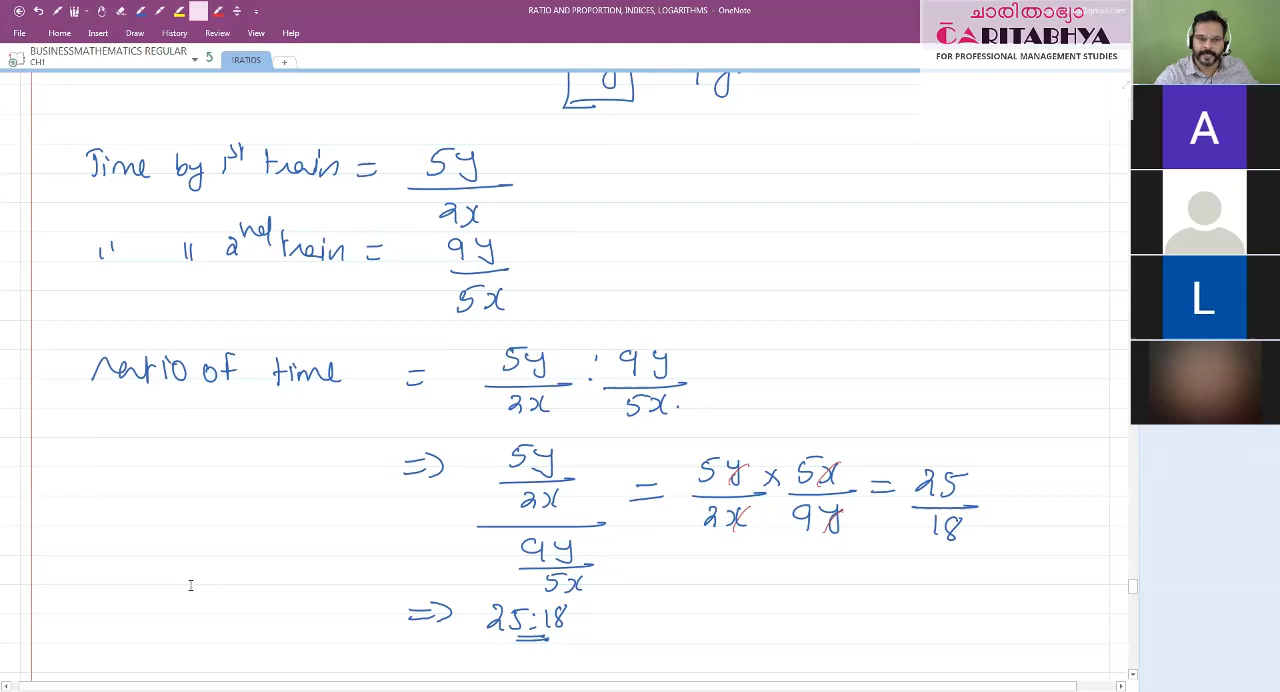 RATIO AND PROPORTION, INDICES, LOGARITHMS - OneNote
File Home Insert Draw History Review View Help
BUSINESSMATHEMATICS REGULAR
CH1
5
1RATIOS
ചാരിതാഭ്യാ
@gmail.com
CARITABHYA
FOR PROFESSIONAL MANAGEMENT STUDIES
A
L
Time by 1st train = 5y/2x
" " 2nd train = 9y/5x
ratio of time = 5y/2x : 9y/5x.
=> (5y/2x)/(9y/5x) = 5y/2x × 5x/9y = 25/18
=> 25:18